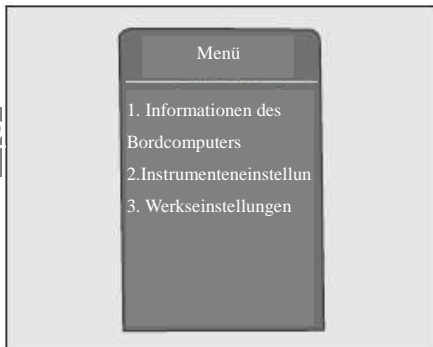 Menü
1. Informationen des
Bordcomputers
2.Instrumenteneinstellun
3. Werkseinstellungen